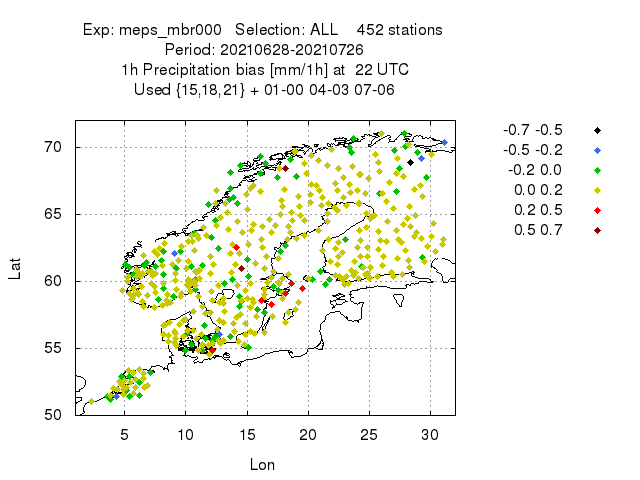 Exp: meps_mbr000   Selection: ALL    452 stations
Period: 20210628-20210726
1h Precipitation bias [mm/1h] at  22 UTC
Used {15,18,21} + 01-00 04-03 07-06
-0.7 -0.5
-0.5 -0.2
-0.2 0.0
0.0 0.2
0.2 0.5
0.5 0.7
70
65
60
55
50
Lat
5 10 15 20 25 30
Lon